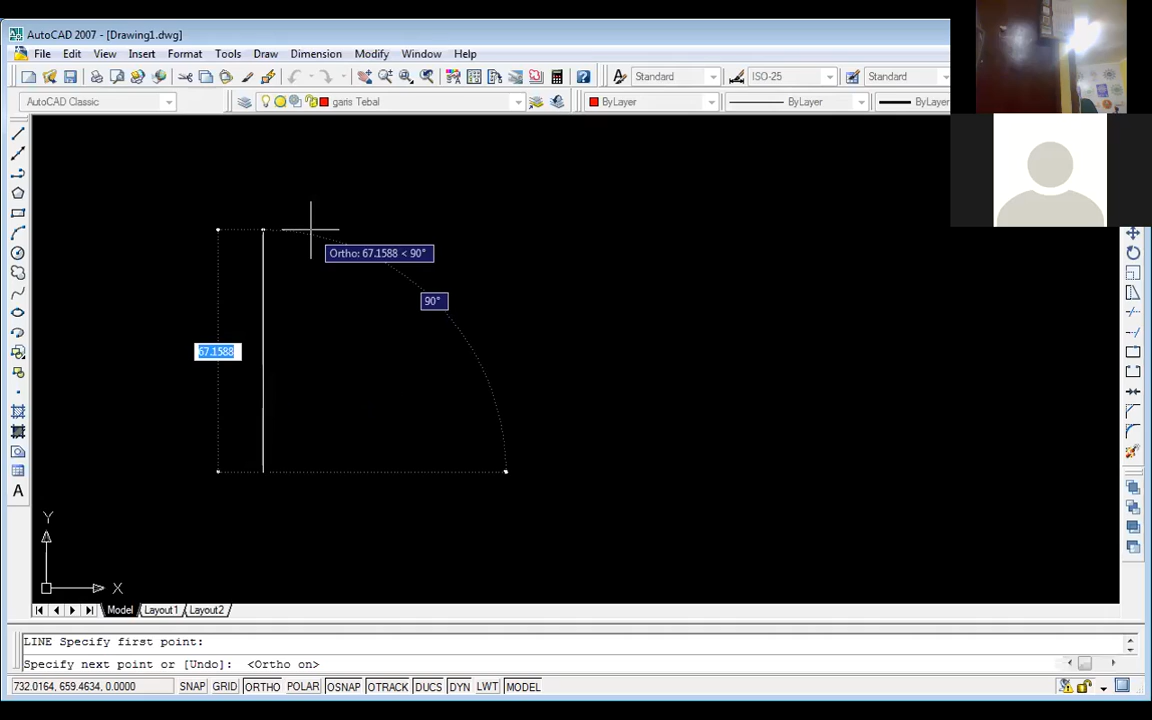 AutoCAD 2007 - [Drawing1.dwg]
File Edit View Insert Format Tools Draw Dimension Modify Window Help
Standard ISO-25 Standard
AutoCAD Classic garis Tebal ByLayer ByLayer ByLayer
Ortho: 67.1588 < 90°
90°
67.1588
Y
X
Model Layout1 Layout2
LINE Specify first point:
Specify next point or [Undo]: <Ortho on>
732.0164, 659.4634, 0.0000 SNAP GRID ORTHO POLAR OSNAP OTRACK DUCS DYN LWT MODEL